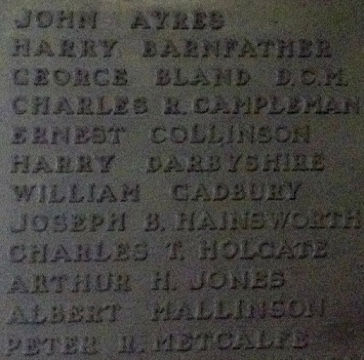 JOHN AYRES
HARRY BARNFATHER
GEORGE BLAND D.C.M.
CHARLES R. CAMPLEMAN
ERNEST COLLINSON
HARRY DARBYSHIRE
WILLIAM GADBURY
JOSEPH B. HAINSWORTH
CHARLES T. HOLGATE
ARTHUR H. JONES
ALBERT MALLINSON
PETER R. METCALFE